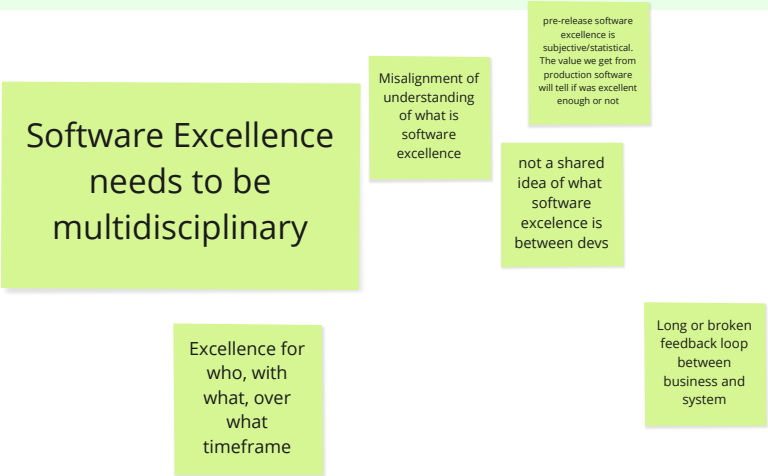 Software Excellence
needs to be
multidisciplinary
Misalignment of
understanding
of what is
software
excellence
pre-release software
excellence is
subjective/statistical.
The value we get from
production software
will tell if was excellent
enough or not
not a shared
idea of what
software
excelence is
between devs
Excellence for
who, with
what, over
what
timeframe
Long or broken
feedback loop
between
business and
system